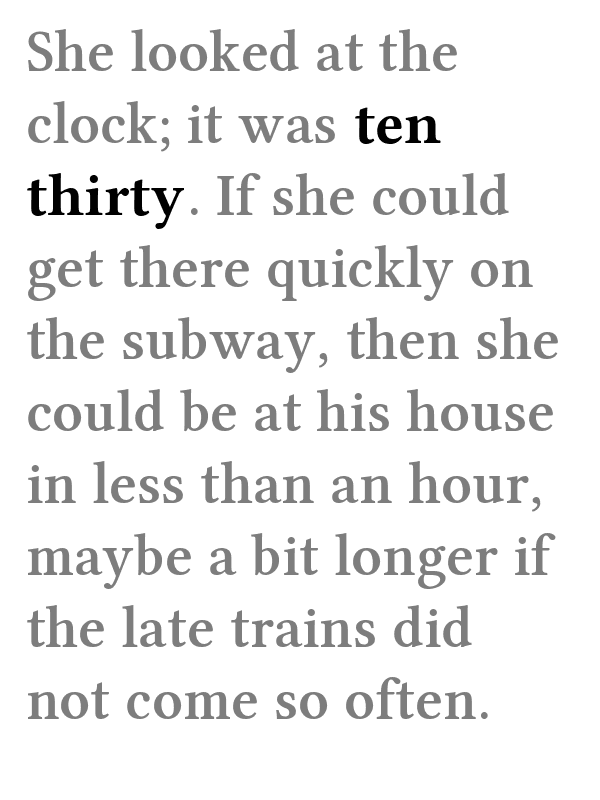 She looked at the
clock; it was ten
thirty. If she could
get there quickly on
the subway, then she
could be at his house
in less than an hour,
maybe a bit longer if
the late trains did
not come so often.